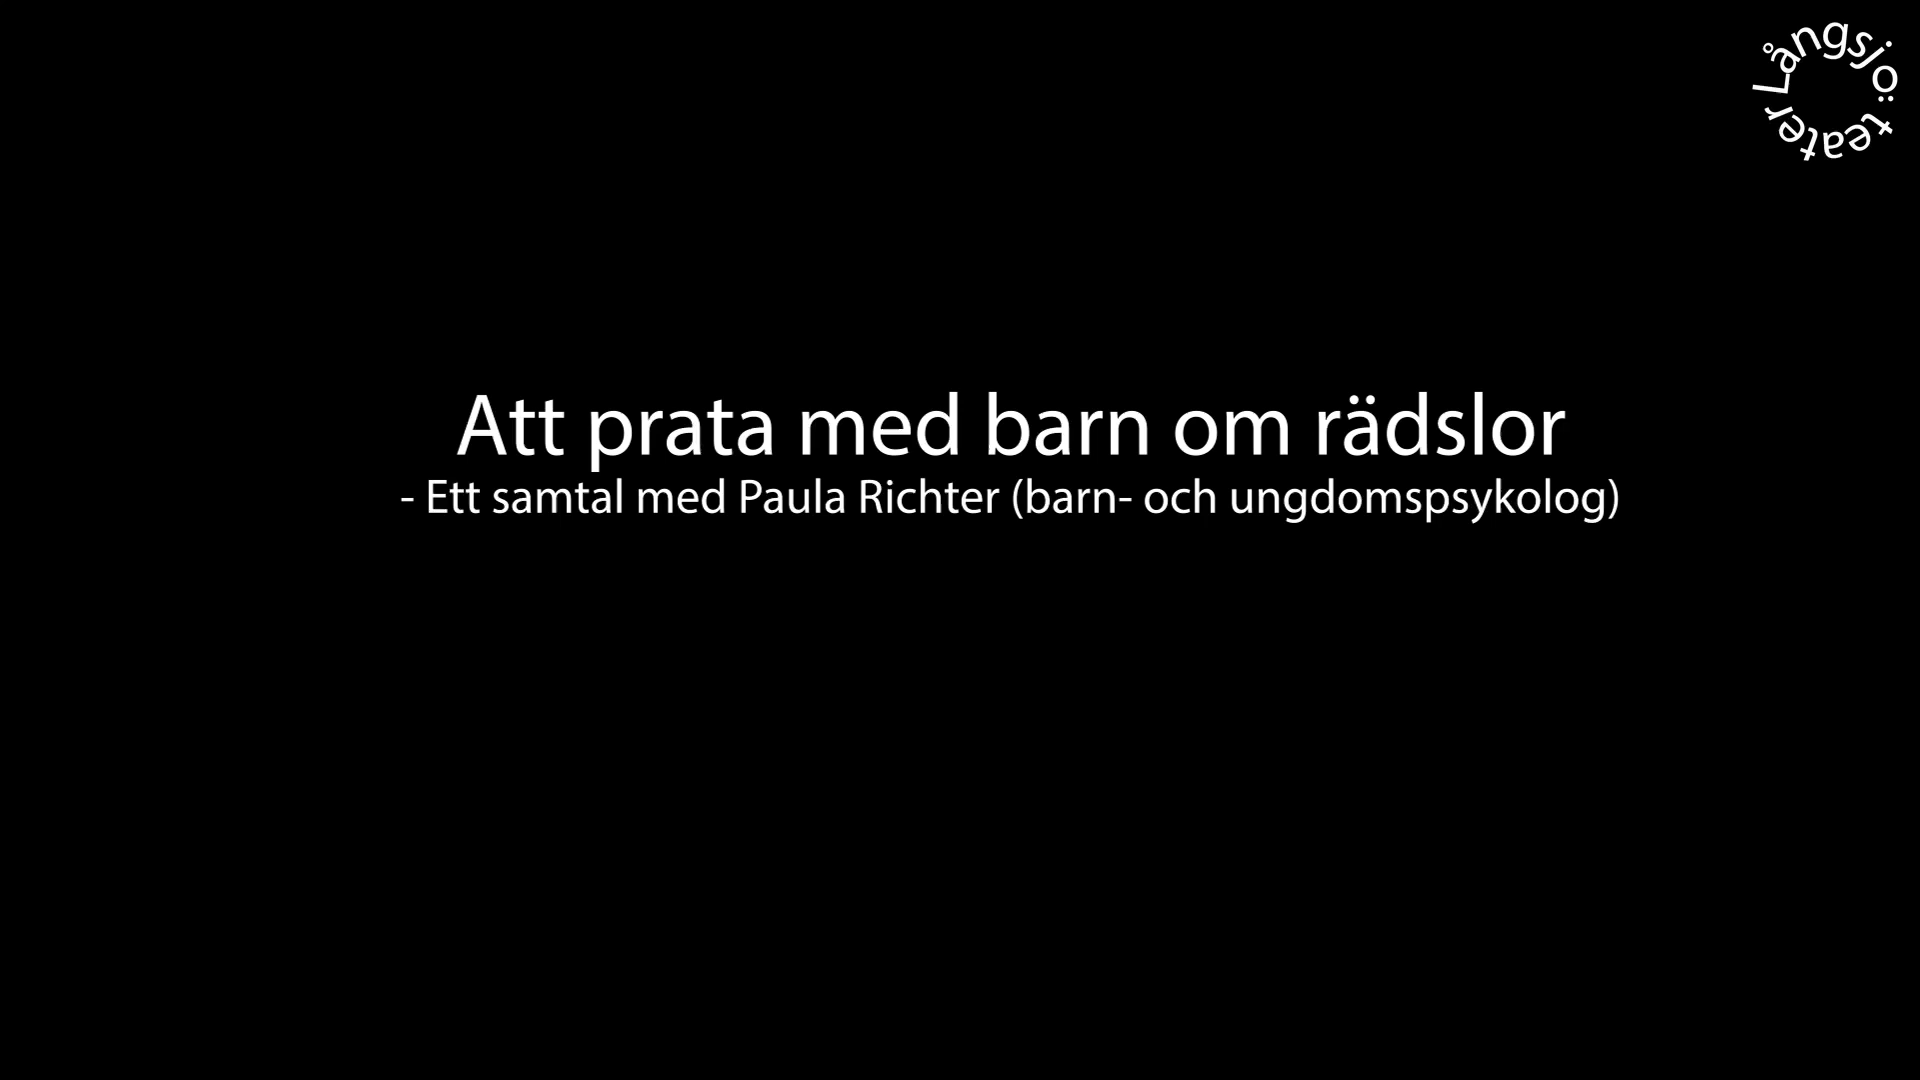 Långsjö teater
Att prata med barn om rädslor
- Ett samtal med Paula Richter (barn- och ungdomspsykolog)